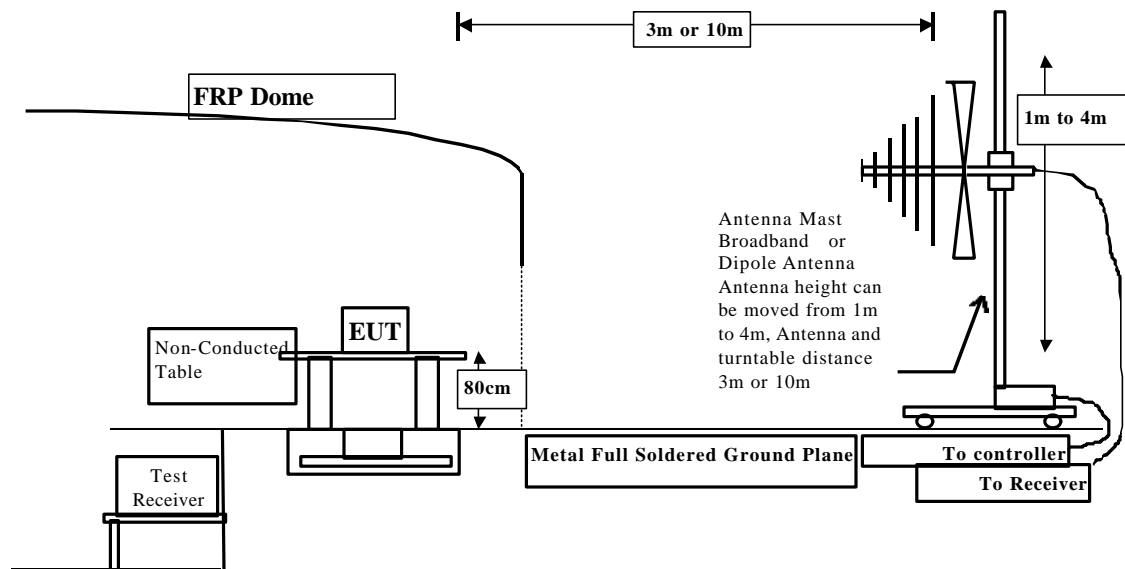 3m or 10m
FRP Dome
1m to 4m
Antenna Mast
Broadband or
Dipole Antenna
Antenna height can
be moved from 1m
to 4m, Antenna and
turntable distance
3m or 10m
EUT
Non-Conducted
Table
80cm
Metal Full Soldered Ground Plane
To controller
To Receiver
Test
Receiver